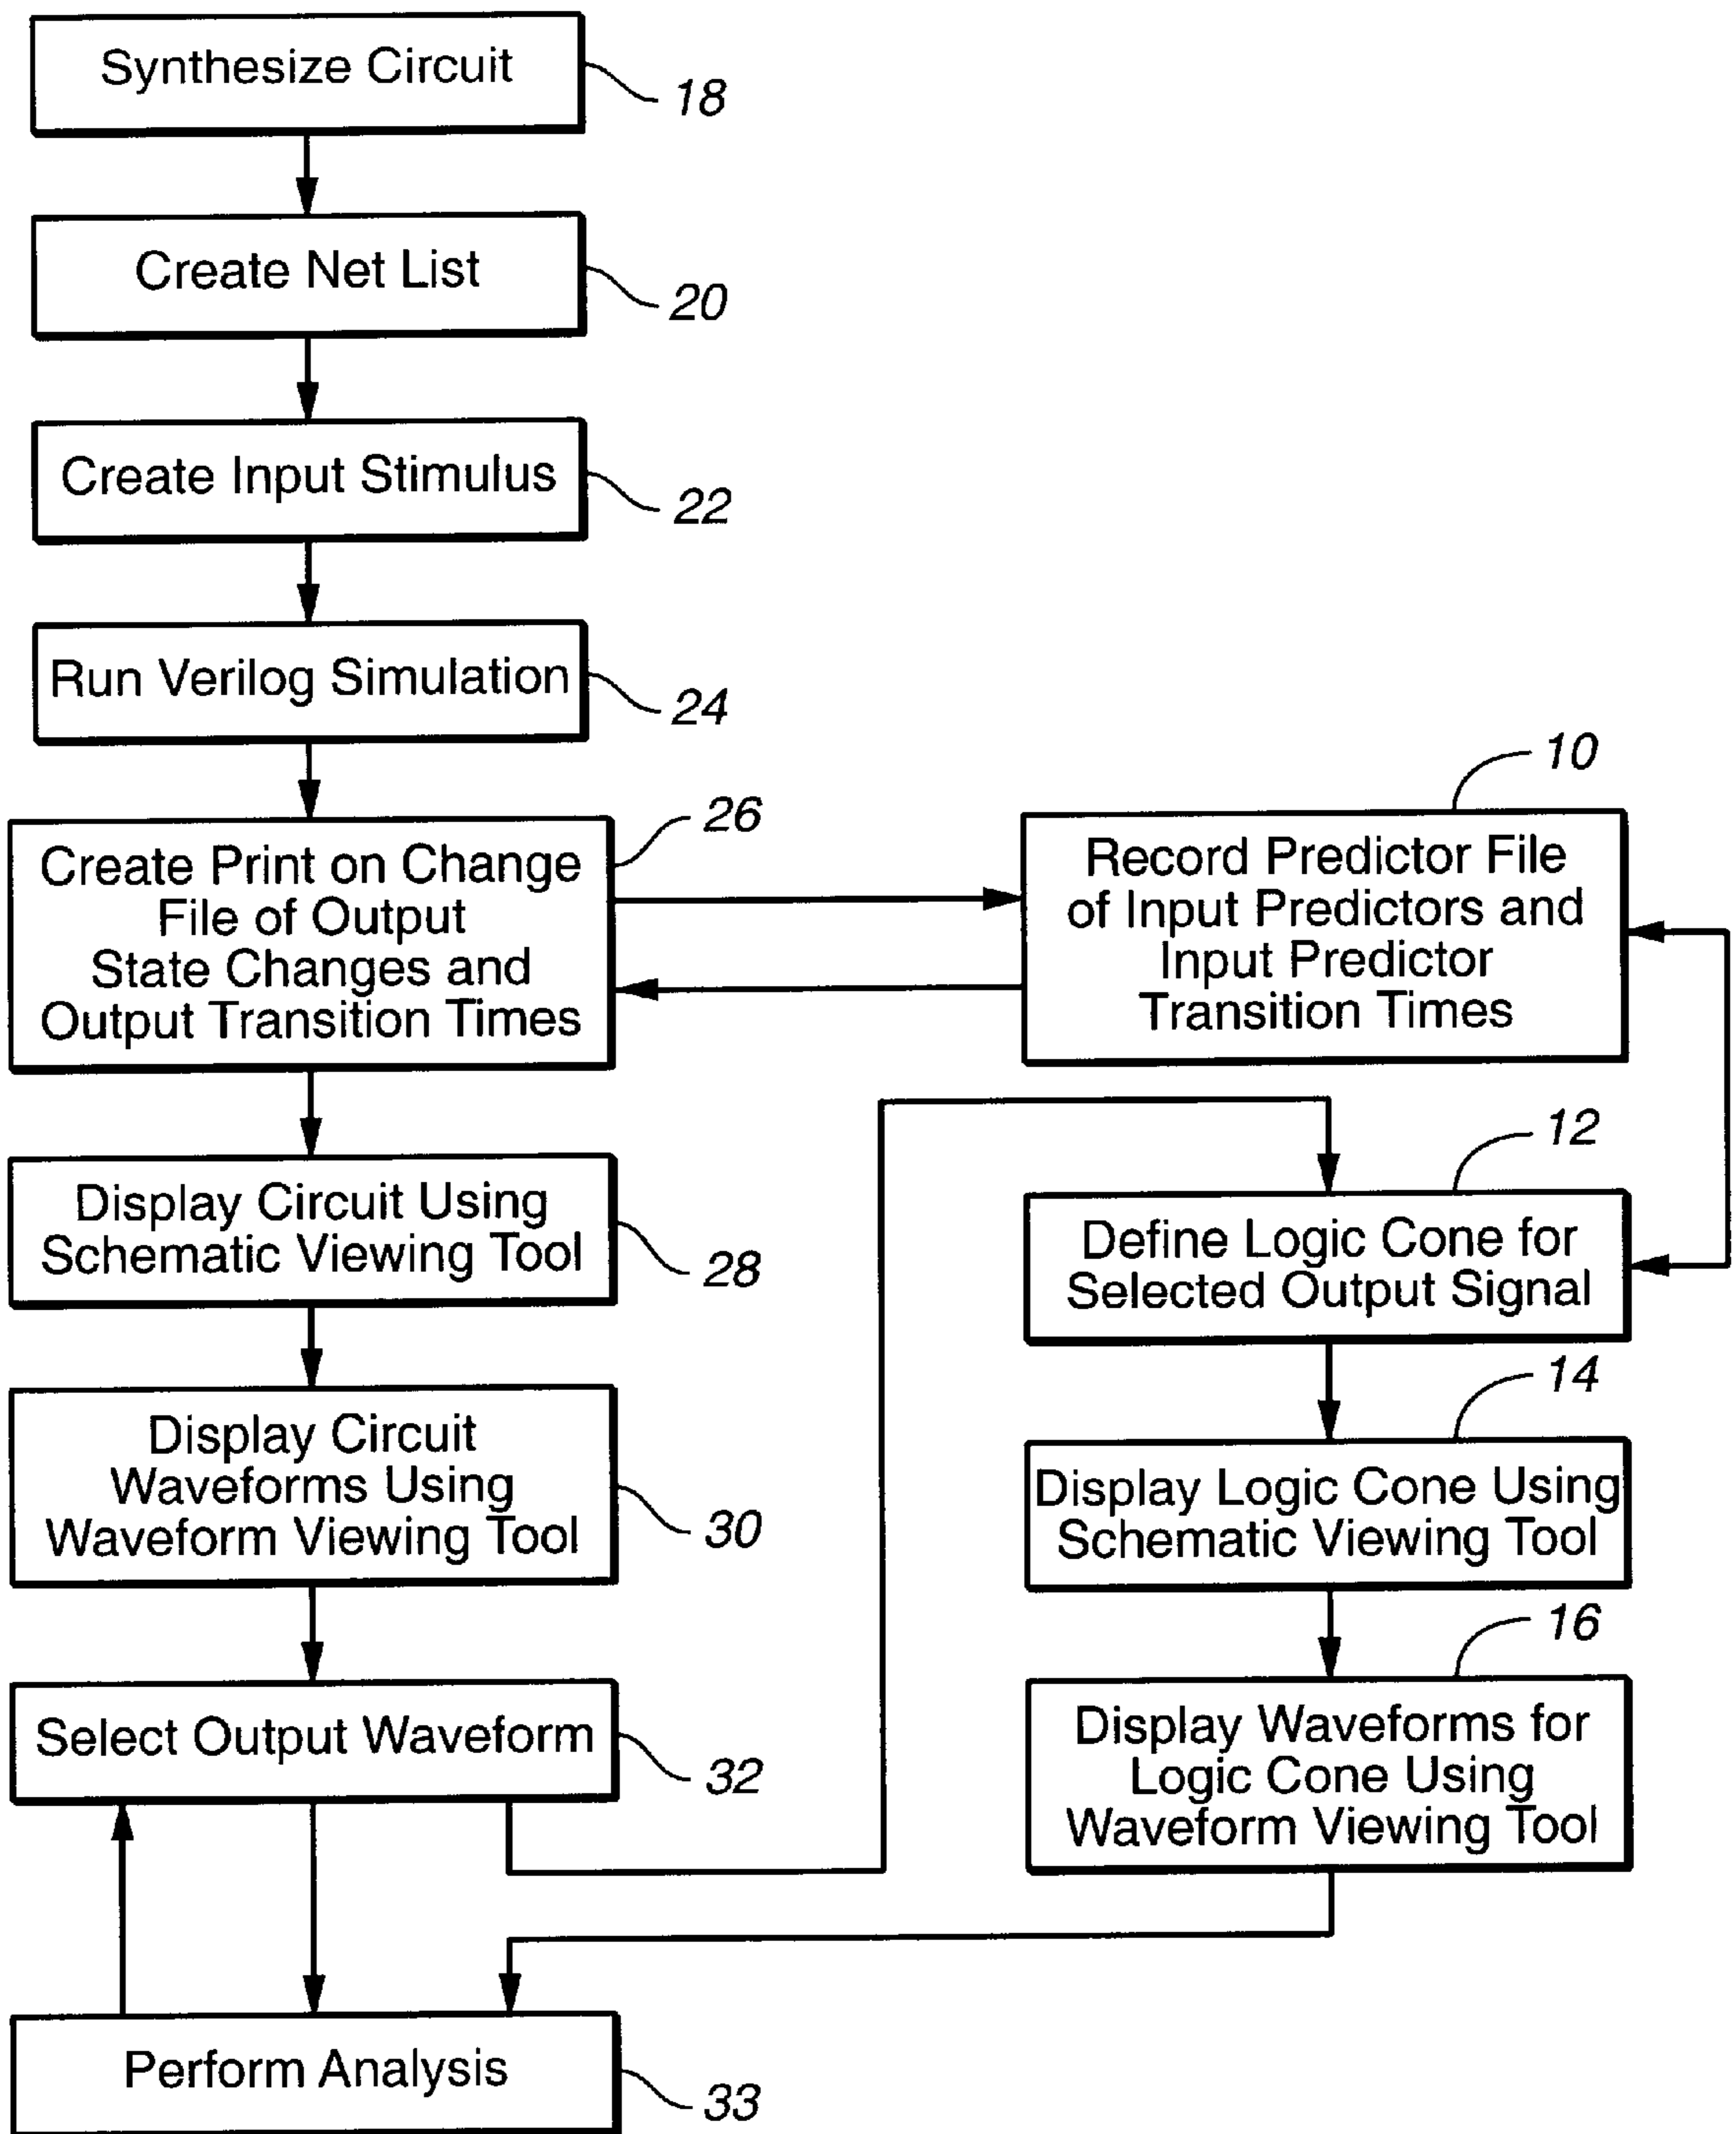 Synthesize Circuit
18
Create Net List
20
Create Input Stimulus
22
Run Verilog Simulation
24
Create Print on Change
File of Output
State Changes and
Output Transition Times
26
Display Circuit Using
Schematic Viewing Tool
28
Display Circuit
Waveforms Using
Waveform Viewing Tool
30
Select Output Waveform
32
Perform Analysis
33
10
Record Predictor File
of Input Predictors and
Input Predictor
Transition Times
12
Define Logic Cone for
Selected Output Signal
14
Display Logic Cone Using
Schematic Viewing Tool
16
Display Waveforms for
Logic Cone Using
Waveform Viewing Tool